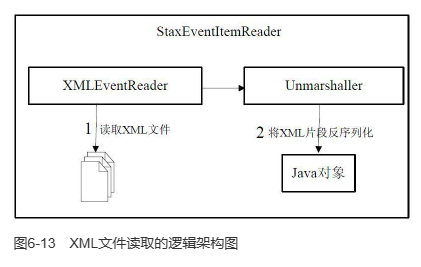 StaxEventItemReader
XMLEventReader
Unmarshaller
1 读取XML文件
2 将XML片段反序列化
Java对象
图6-13 XML文件读取的逻辑架构图